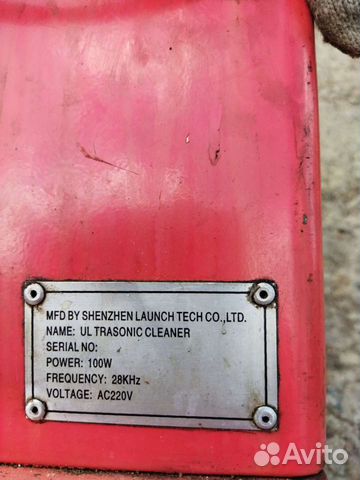 MFD BY SHENZHEN LAUNCH TECH CO.,LTD.
NAME: UL TRASONIC CLEANER
SERIAL NO:
POWER: 100W
FREQUENCY: 28KHz
VOLTAGE: AC220V
Avito